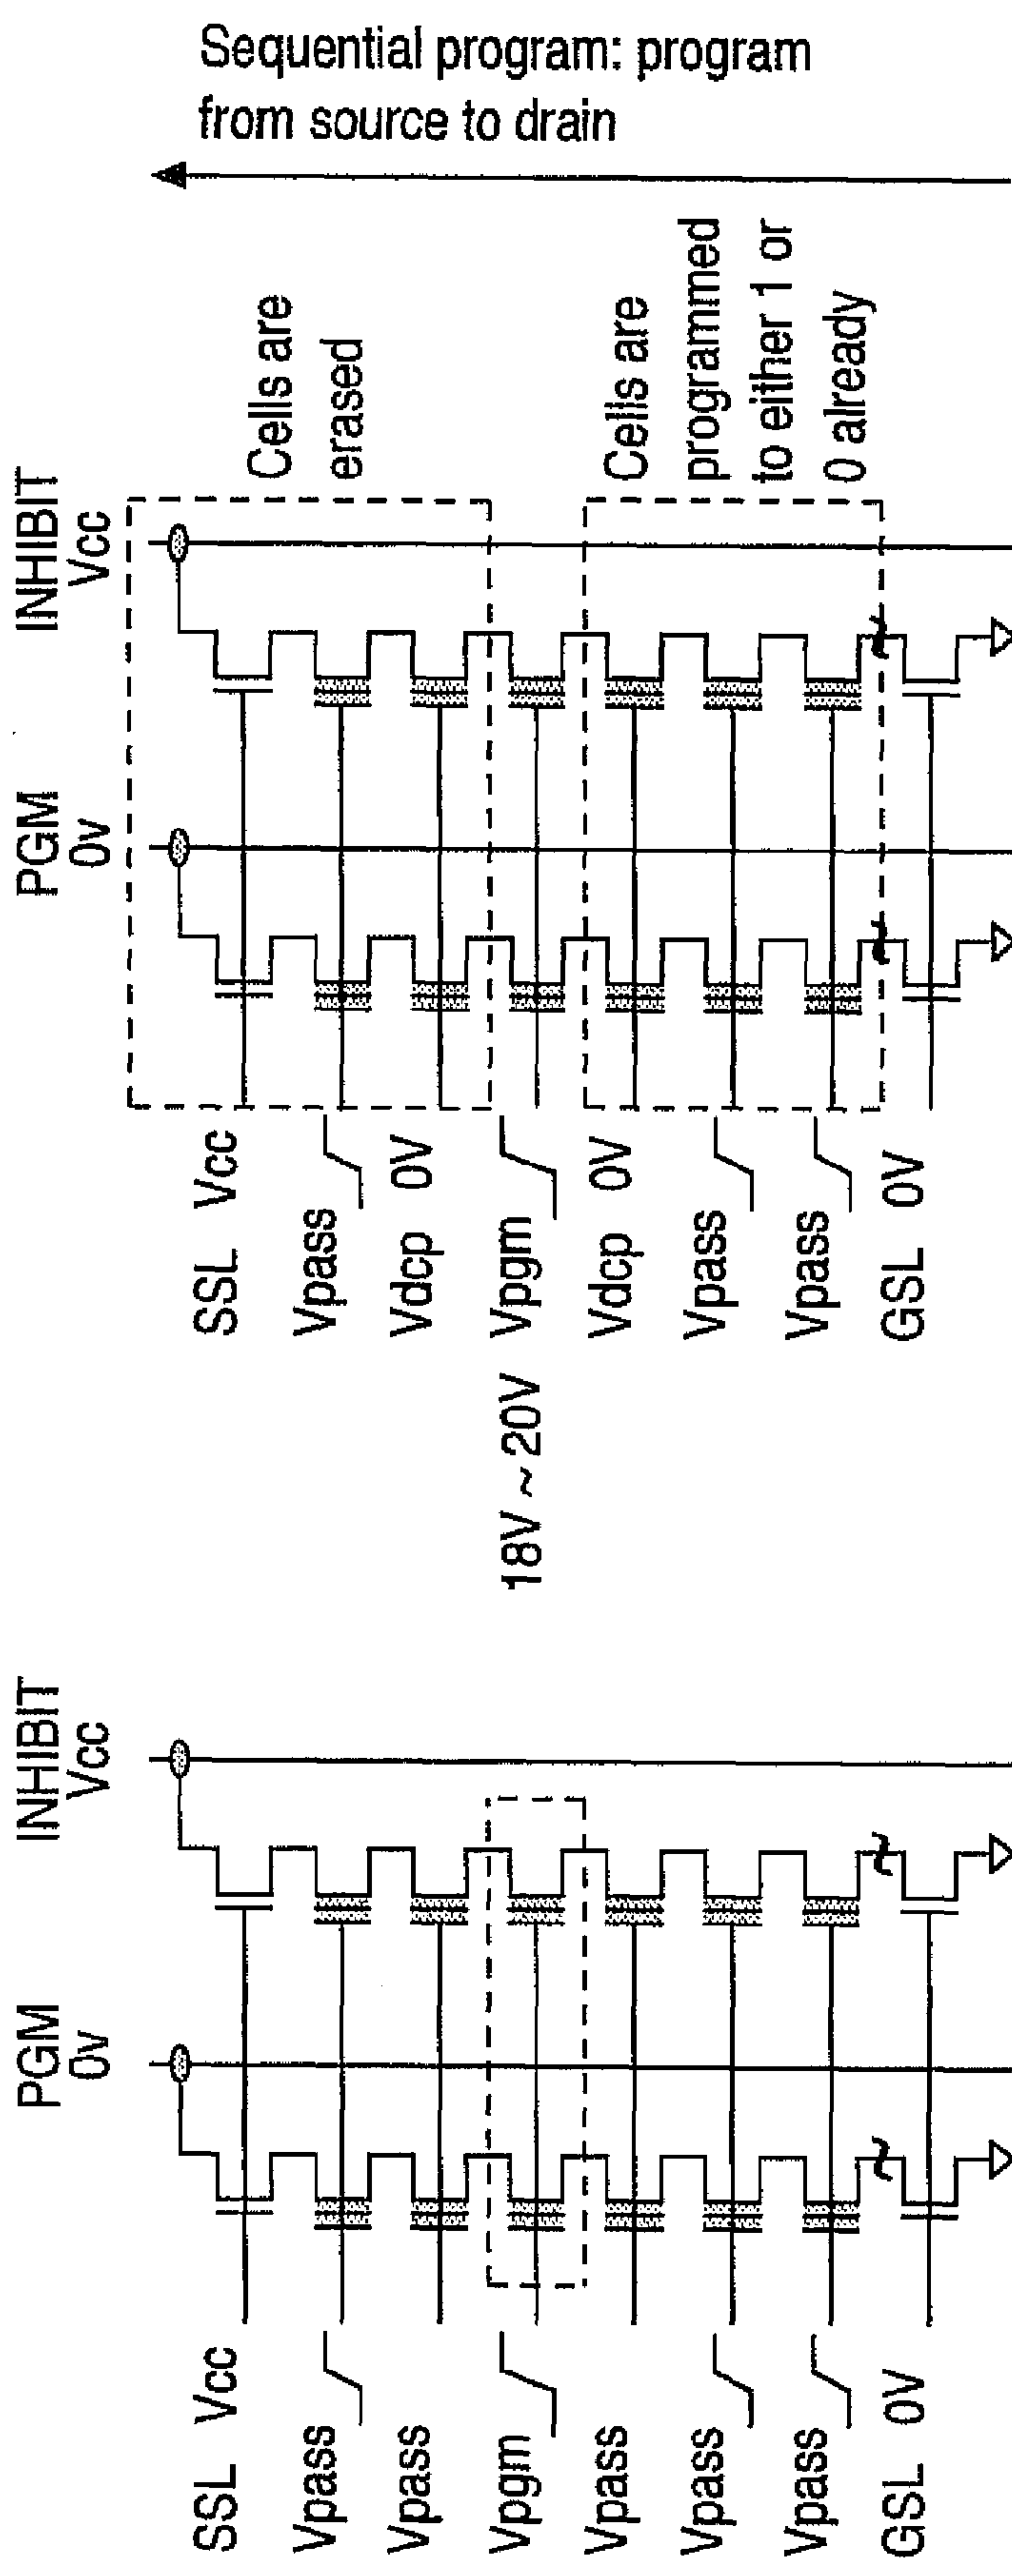 Sequential program: program
from source to drain
INHIBIT
Vcc
PGM
0v
Cells are
erased
Cells are
programmed
to either 1 or
0 already
SSL Vcc
Vpass
Vdcp 0V
Vpgm
Vdcp 0V
Vpass
Vpass
GSL 0V
18V ~ 20V
INHIBIT
Vcc
PGM
0v
SSL Vcc
Vpass
Vpass
Vpgm
Vpass
Vpass
Vpass
GSL 0V